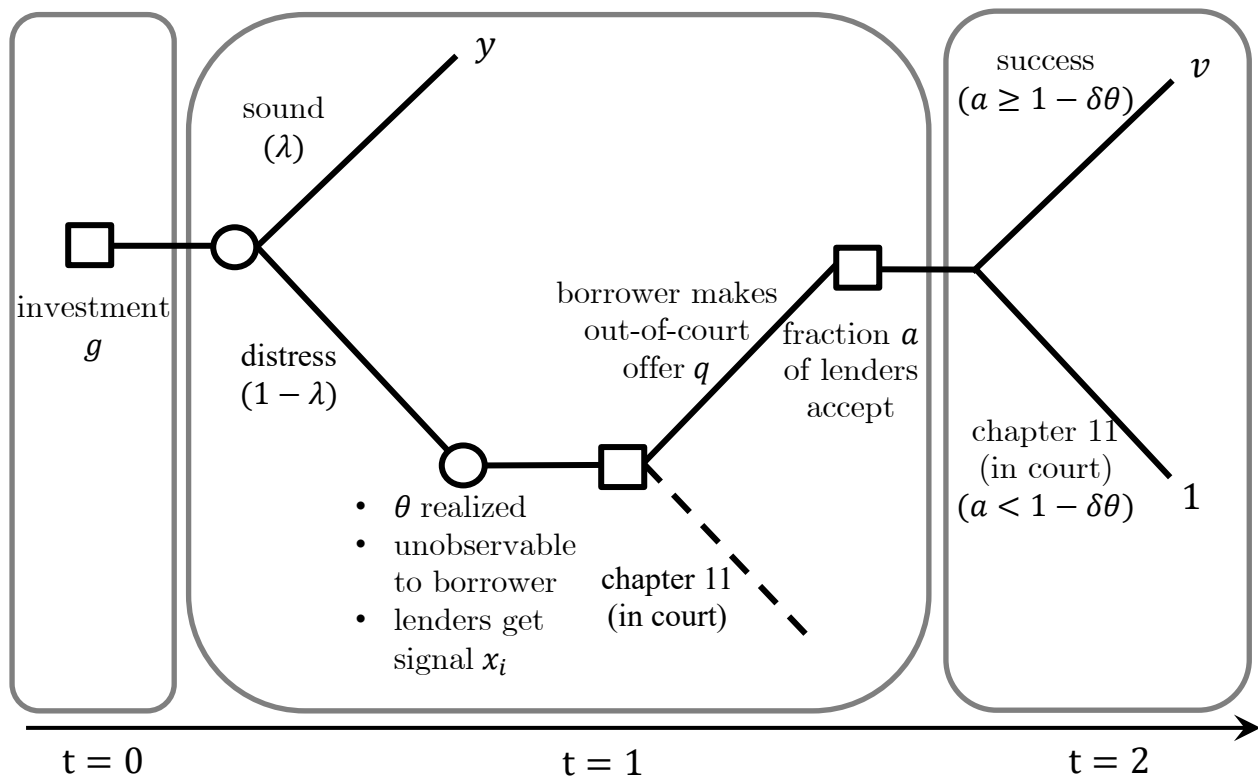 investment
g
sound
(λ)
y
distress
(1 − λ)
• θ realized
• unobservable
to borrower
• lenders get
signal x_i
borrower makes
out-of-court
offer q
chapter 11
(in court)
fraction a
of lenders
accept
success
(a ≥ 1 − δθ)
v
chapter 11
(in court)
(a < 1 − δθ)
1
t = 0
t = 1
t = 2